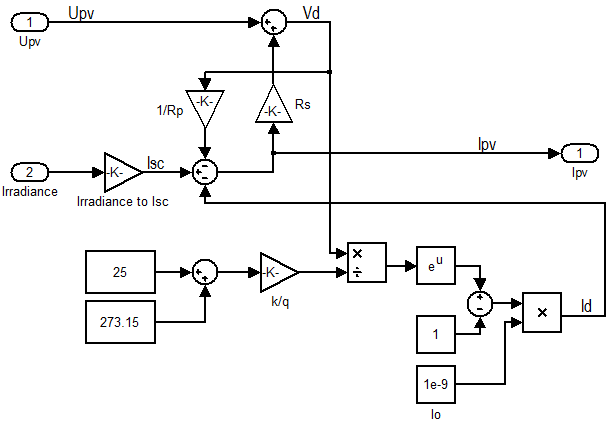 Upv
Vd
1
Upv
-K-
1/Rp
-K-
Rs
Ipv
1
Ipv
2
Irradiance
-K-
Isc
Irradiance to Isc
25
273.15
-K-
k/q
×
÷
e^u
1
×
Id
1e-9
Io